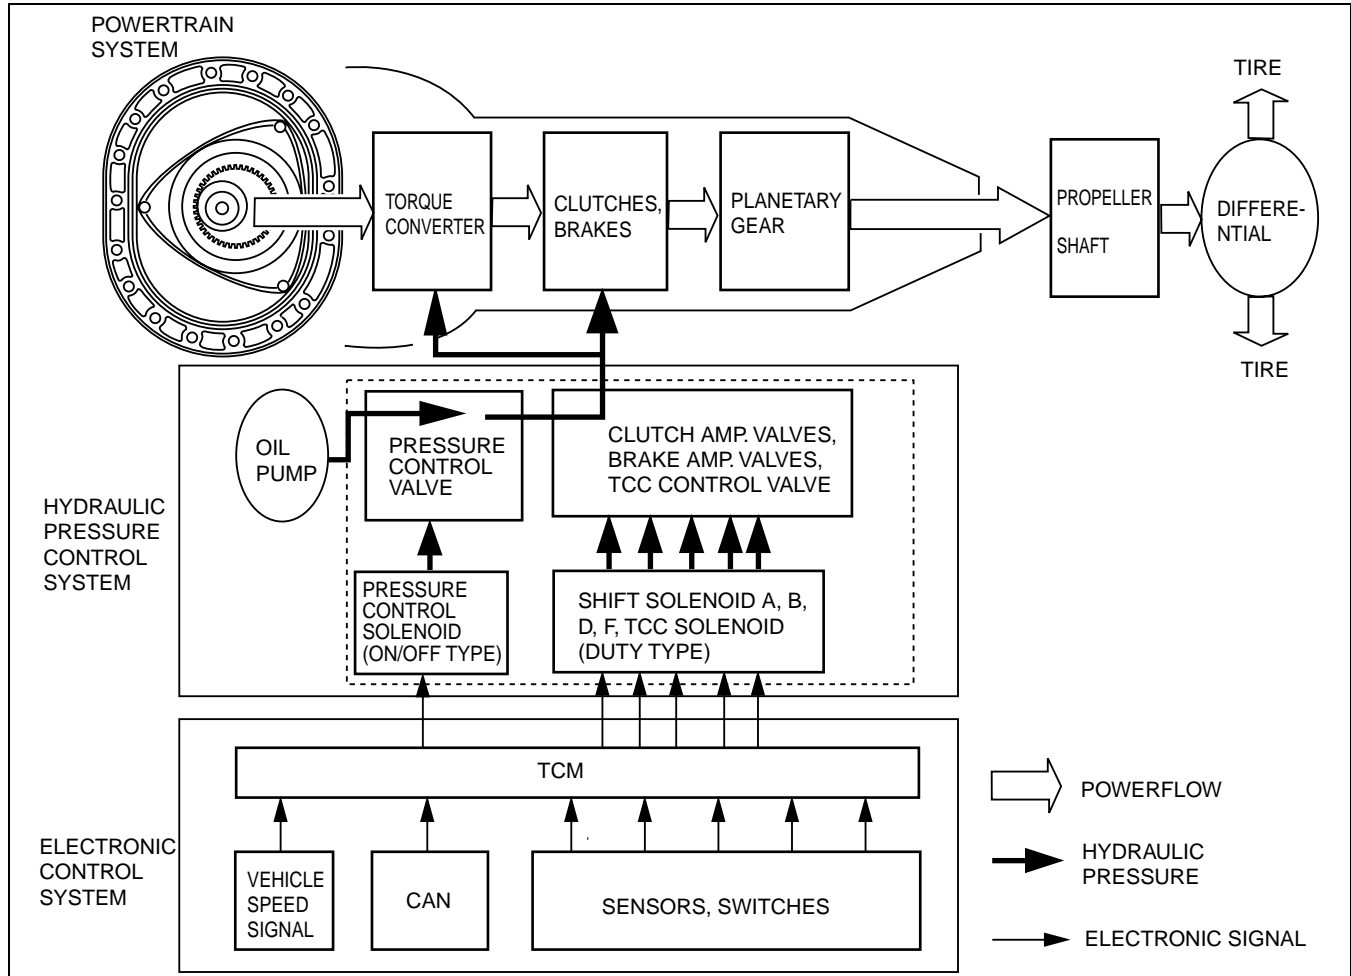 POWERTRAIN
SYSTEM
TIRE
TORQUE
CONVERTER
CLUTCHES,
BRAKES
PLANETARY
GEAR
PROPELLER
SHAFT
DIFFERE-
NTIAL
TIRE
HYDRAULIC
PRESSURE
CONTROL
SYSTEM
OIL
PUMP
PRESSURE
CONTROL
VALVE
CLUTCH AMP. VALVES,
BRAKE AMP. VALVES,
TCC CONTROL VALVE
PRESSURE
CONTROL
SOLENOID
(ON/OFF TYPE)
SHIFT SOLENOID A, B,
D, F, TCC SOLENOID
(DUTY TYPE)
ELECTRONIC
CONTROL
SYSTEM
TCM
VEHICLE
SPEED
SIGNAL
CAN
SENSORS, SWITCHES
POWERFLOW
HYDRAULIC
PRESSURE
ELECTRONIC SIGNAL